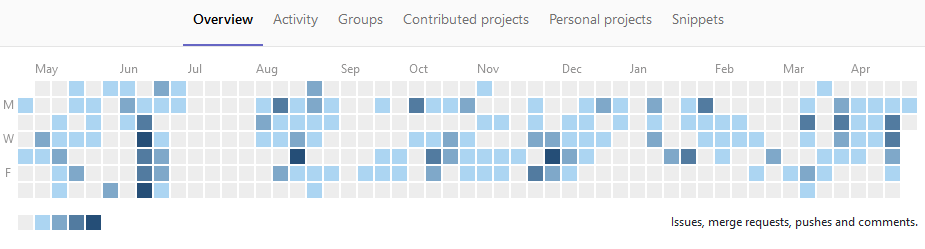 Overview Activity Groups Contributed projects Personal projects Snippets
May Jun Jul Aug Sep Oct Nov Dec Jan Feb Mar Apr
M
W
F
Issues, merge requests, pushes and comments.